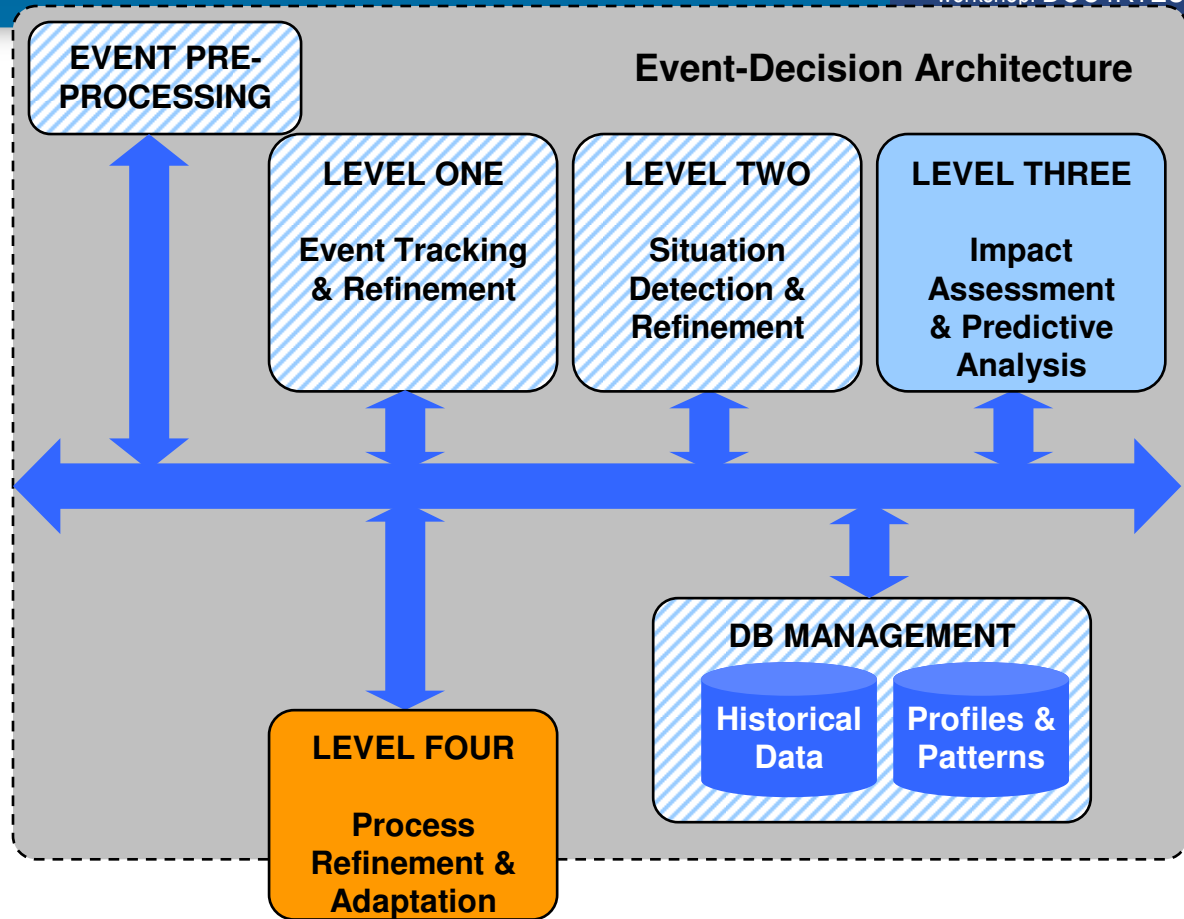 Event-Decision Architecture
EVENT PRE-
PROCESSING
LEVEL ONE
Event Tracking
& Refinement
LEVEL TWO
Situation
Detection &
Refinement
LEVEL THREE
Impact
Assessment
& Predictive
Analysis
DB MANAGEMENT
Historical
Data
Profiles &
Patterns
LEVEL FOUR
Process
Refinement &
Adaptation